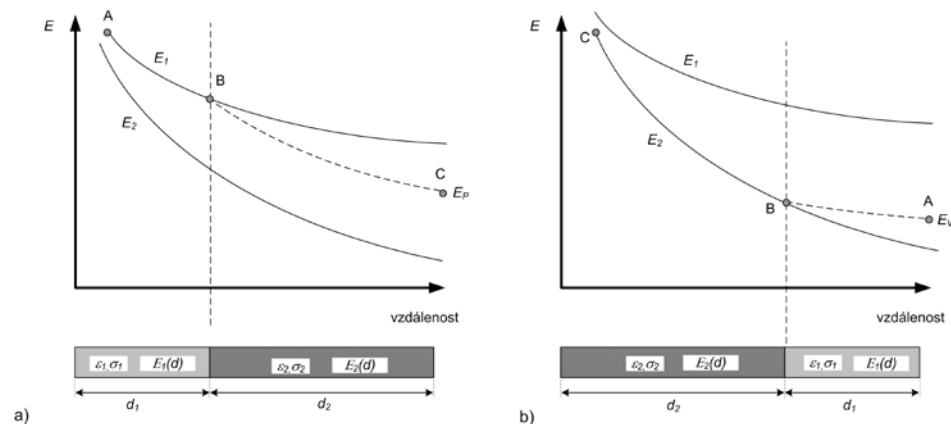 E
A
E₁
B
E₂
C
Eₚ
vzdálenost
ε₁,σ₁ E₁(d)
ε₂,σ₂ E₂(d)
d₁
d₂
a)
E
C
E₁
E₂
B
A
vzdálenost
ε₂,σ₂ E₂(d)
ε₁,σ₁ E₁(d)
d₂
d₁
b)